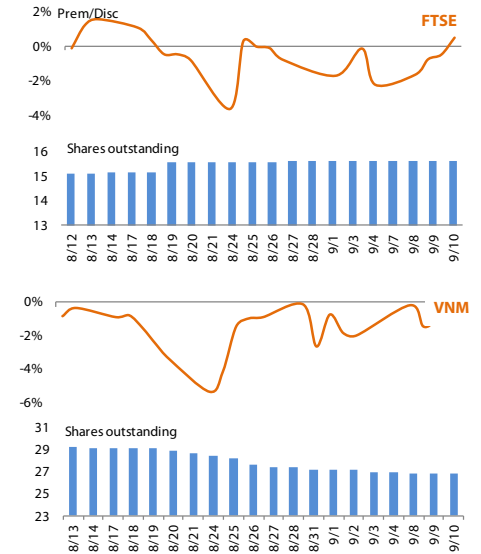 2% Prem/Disc
FTSE
0%
-2%
-4%
Shares outstanding
16
15
14
13
8/12 8/13 8/14 8/17 8/18 8/19 8/20 8/21 8/24 8/25 8/26 8/27 8/28 9/1 9/3 9/4 9/7 9/8 9/9 9/10
0%
VNM
-2%
-4%
-6%
31
Shares outstanding
29
27
25
23
8/13 8/14 8/17 8/18 8/19 8/20 8/21 8/24 8/25 8/26 8/27 8/28 8/31 9/1 9/2 9/3 9/4 9/8 9/9 9/10